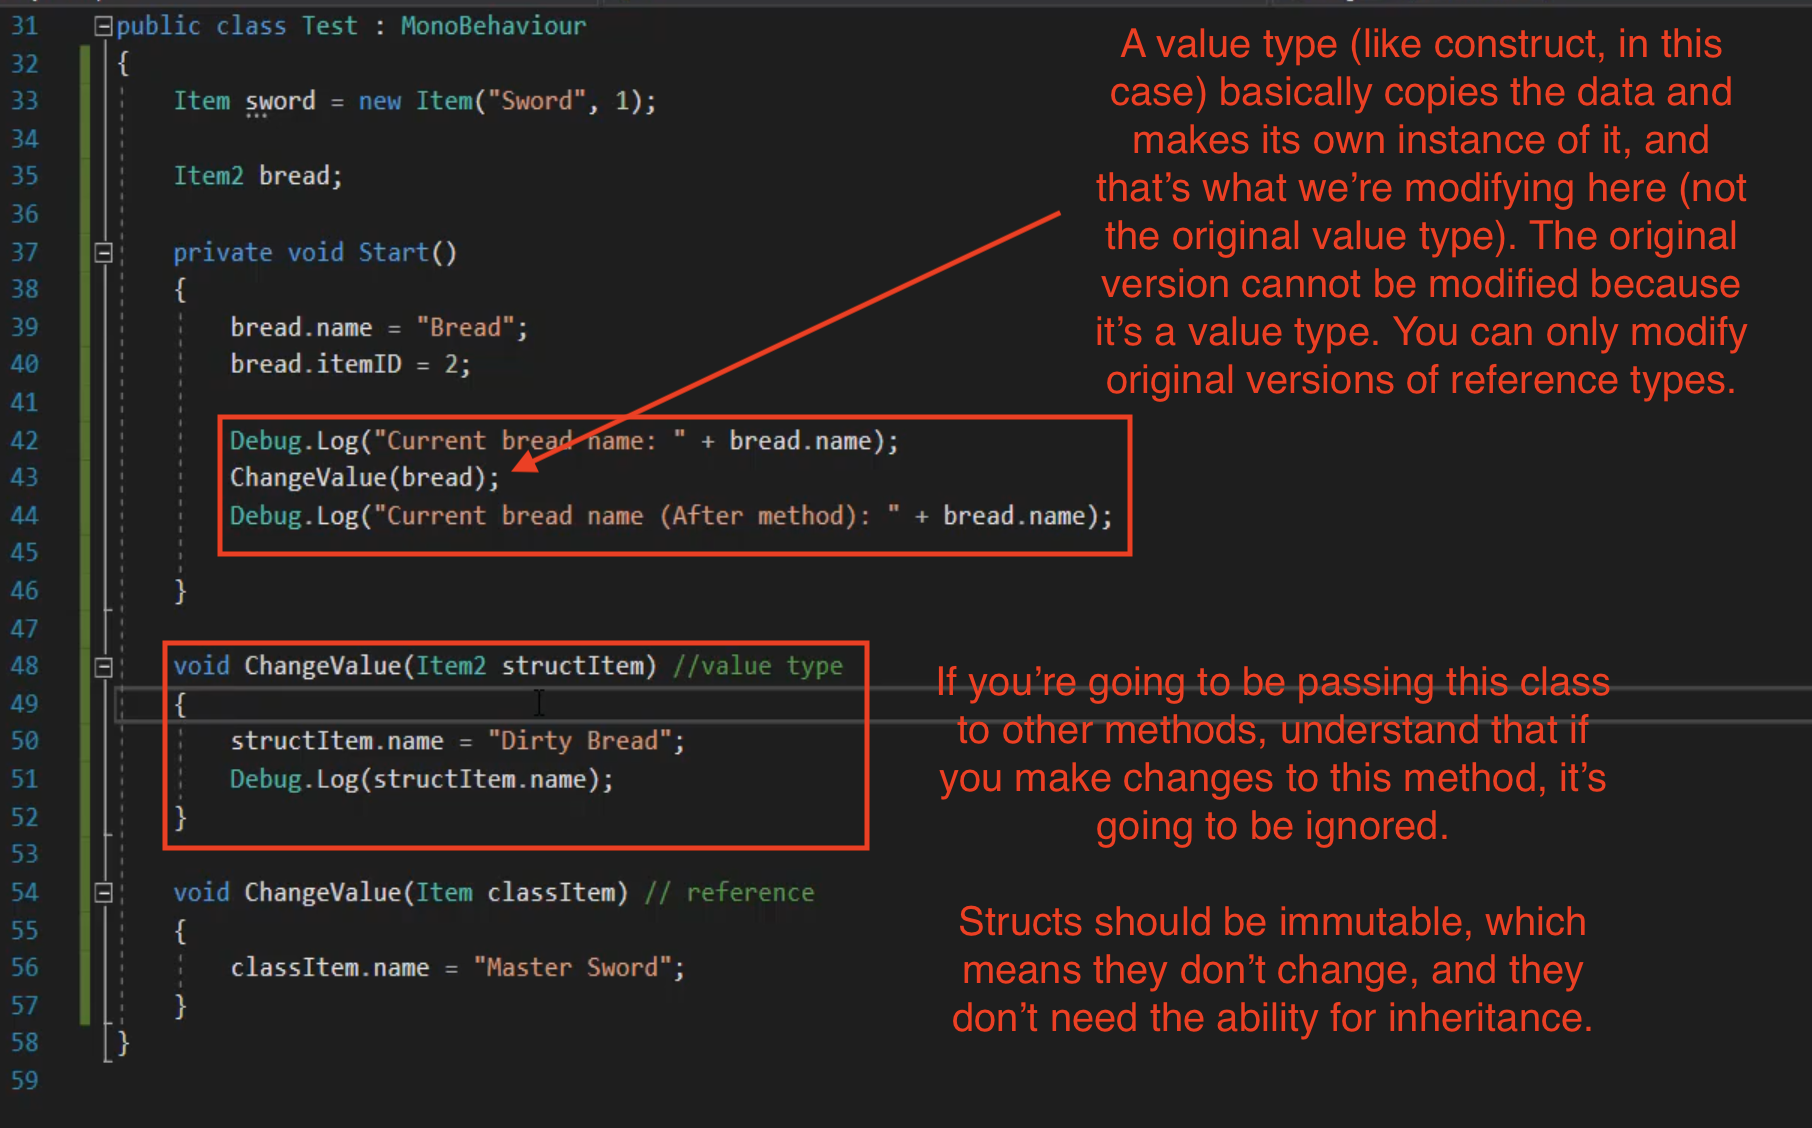 31 public class Test : MonoBehaviour
32 {
33 Item sword = new Item("Sword", 1);
34
35 Item2 bread;
36
37 private void Start()
38 {
39 bread.name = "Bread";
40 bread.itemID = 2;
41
42 Debug.Log("Current bread name: " + bread.name);
43 ChangeValue(bread);
44 Debug.Log("Current bread name (After method): " + bread.name);
45
46 }
47
48 void ChangeValue(Item2 structItem) //value type
49 {
50 structItem.name = "Dirty Bread";
51 Debug.Log(structItem.name);
52 }
53
54 void ChangeValue(Item classItem) // reference
55 {
56 classItem.name = "Master Sword";
57 }
58 }
59
A value type (like construct, in this
case) basically copies the data and
makes its own instance of it, and
that’s what we’re modifying here (not
the original value type). The original
version cannot be modified because
it’s a value type. You can only modify
original versions of reference types.
If you’re going to be passing this class
to other methods, understand that if
you make changes to this method, it’s
going to be ignored.
Structs should be immutable, which
means they don’t change, and they
don’t need the ability for inheritance.